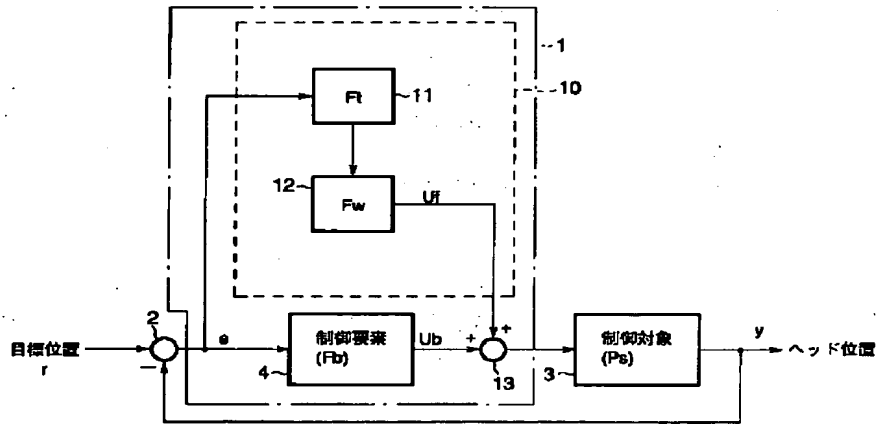 1
Ft
11
10
12
Fw
Uf
2
目標位置
r
−
e
制御要素
(Fb)
4
Ub
+
+
13
制御対象
(Ps)
3
y
ヘッド位置